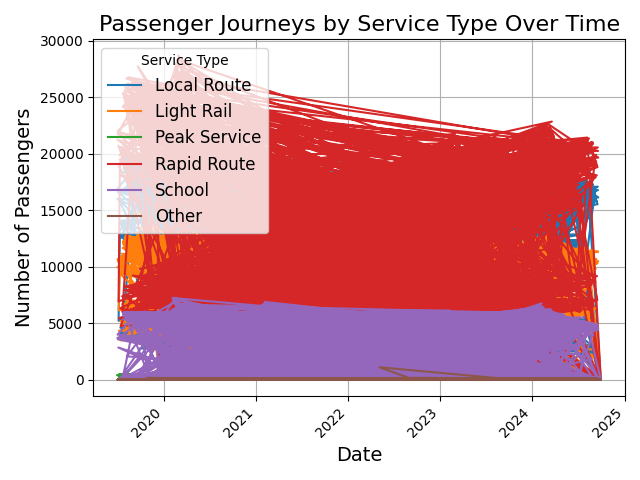 Passenger Journeys by Service Type Over Time
30000
25000
20000
15000
10000
5000
0
Number of Passengers
Service Type
Local Route
Light Rail
Peak Service
Rapid Route
School
Other
2020
2021
2022
2023
2024
2025
Date